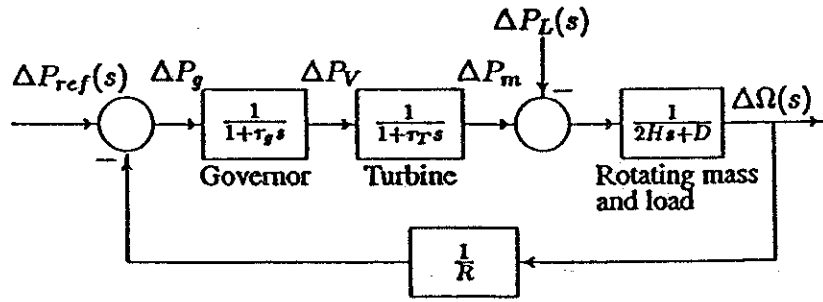 ΔP_L(s)
ΔP_ref(s)
ΔP_g
ΔP_V
ΔP_m
ΔΩ(s)
−
−
1/(1+τ_g s)
1/(1+τ_T s)
1/(2Hs+D)
Governor
Turbine
Rotating mass
and load
1/R